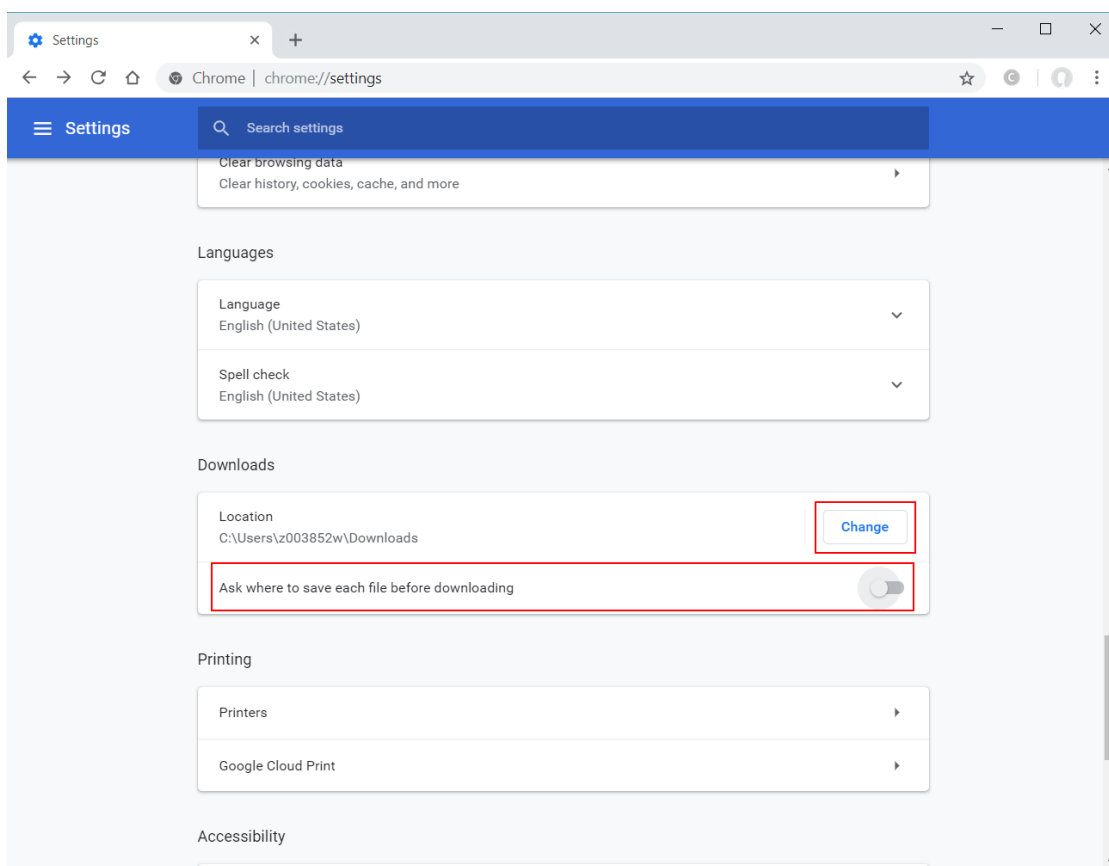 Settings
Chrome | chrome://settings
Settings
Search settings
Clear browsing data
Clear history, cookies, cache, and more
Languages
Language
English (United States)
Spell check
English (United States)
Downloads
Location
C:\Users\z003852w\Downloads
Change
Ask where to save each file before downloading
Printing
Printers
Google Cloud Print
Accessibility